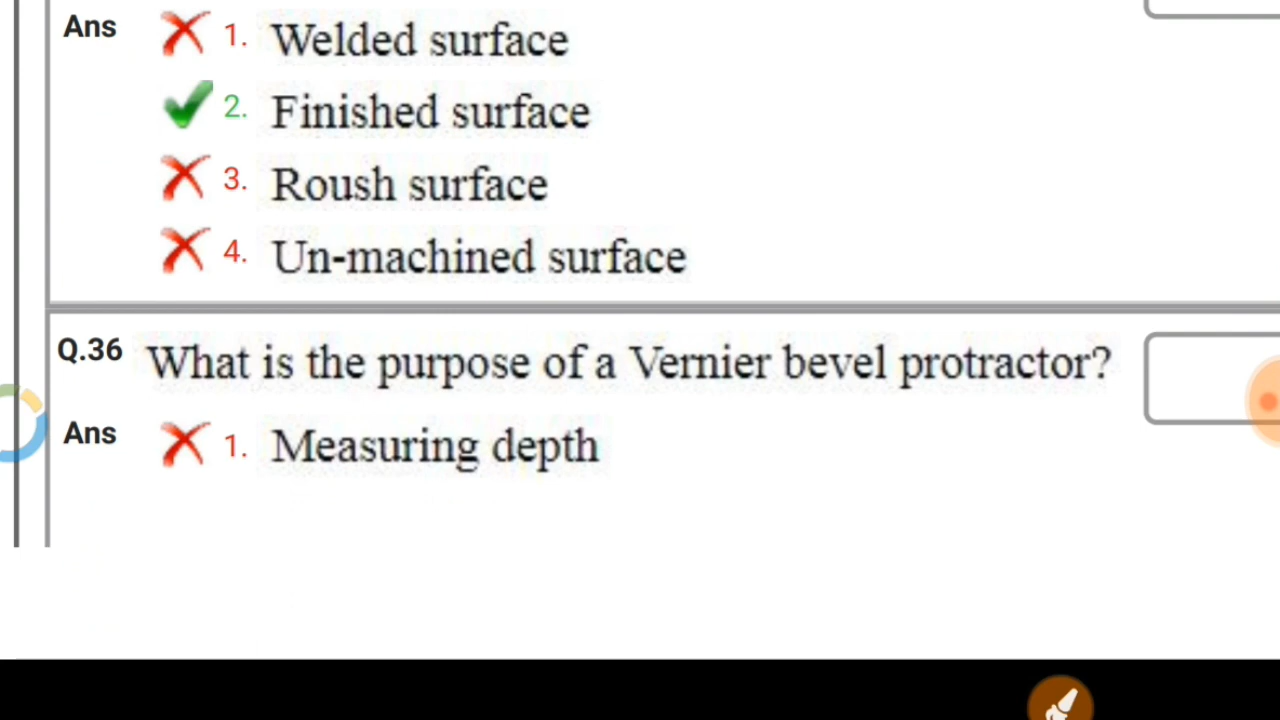 Ans 1. Welded surface
2. Finished surface
3. Roush surface
4. Un-machined surface
Q.36 What is the purpose of a Vernier bevel protractor?
Ans 1. Measuring depth